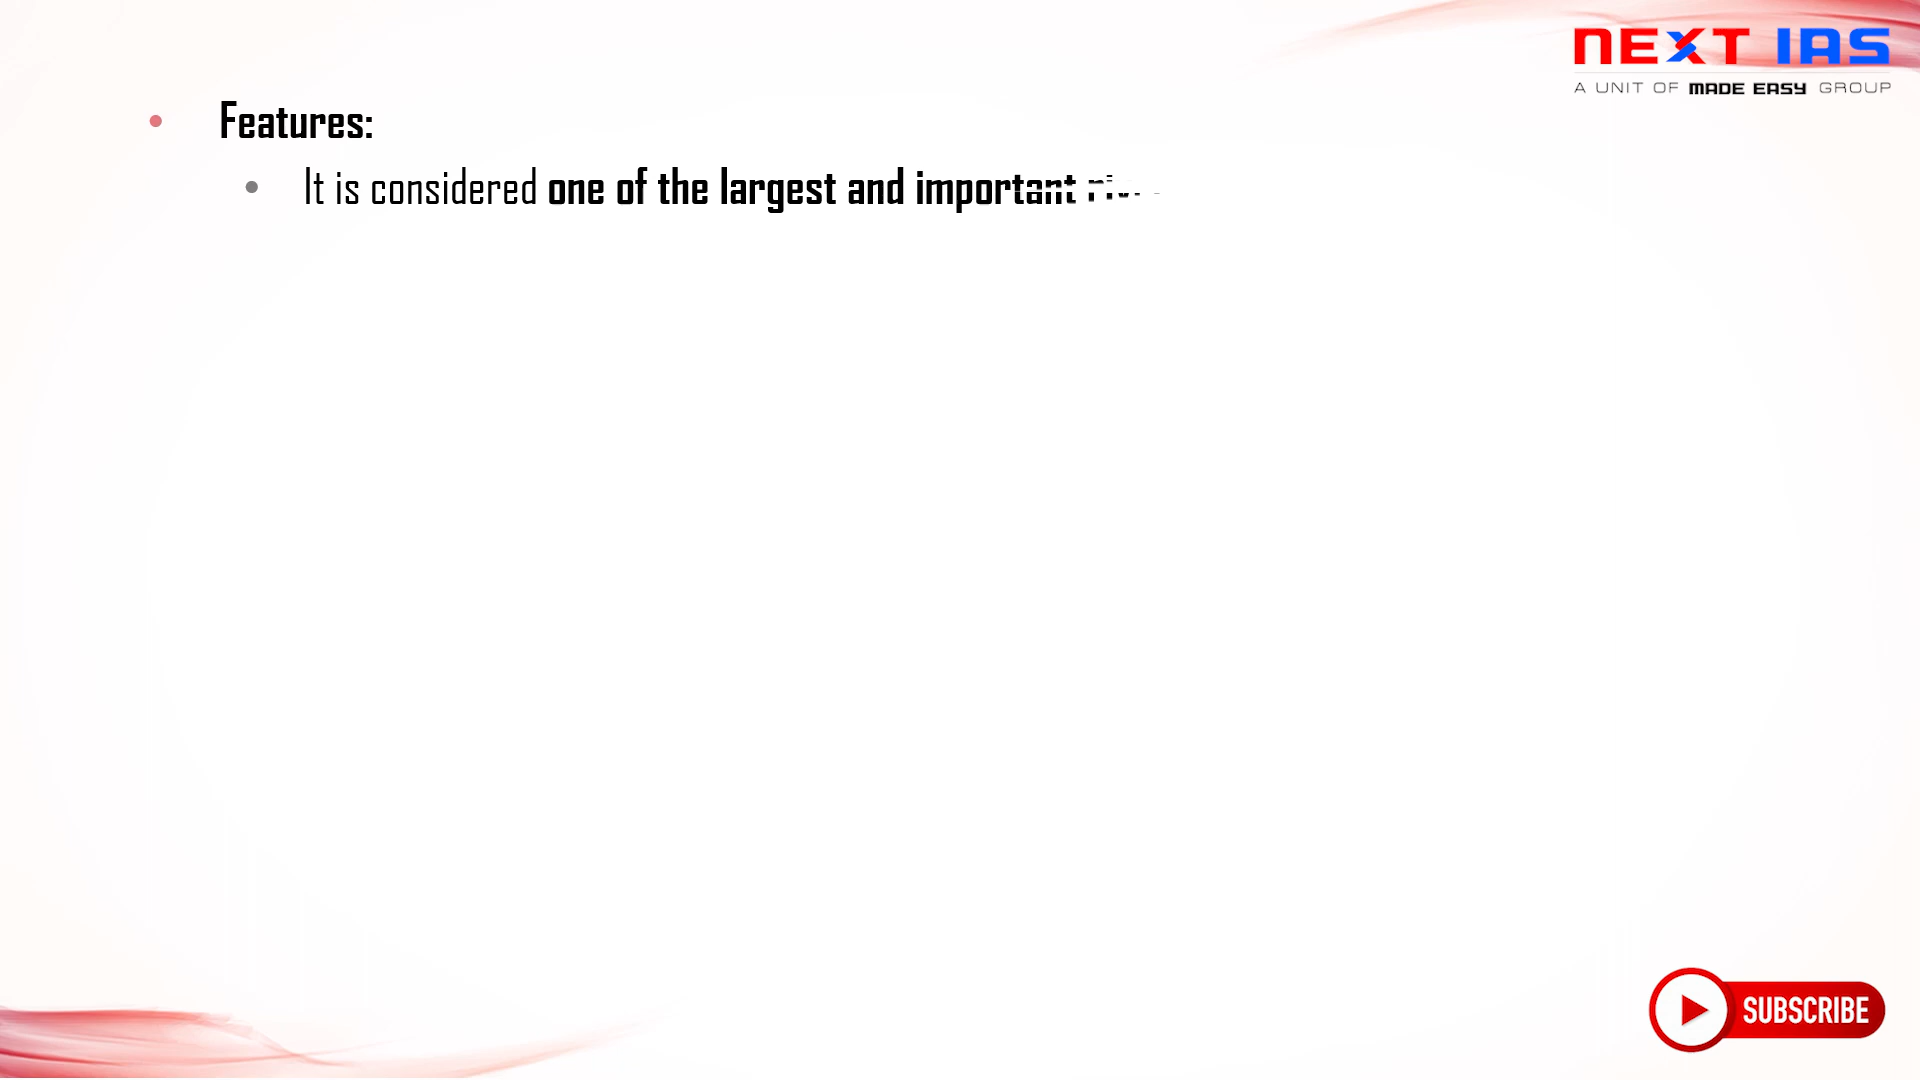 NEXT IAS
A UNIT OF MADE EASY GROUP
Features:
It is considered one of the largest and important
SUBSCRIBE